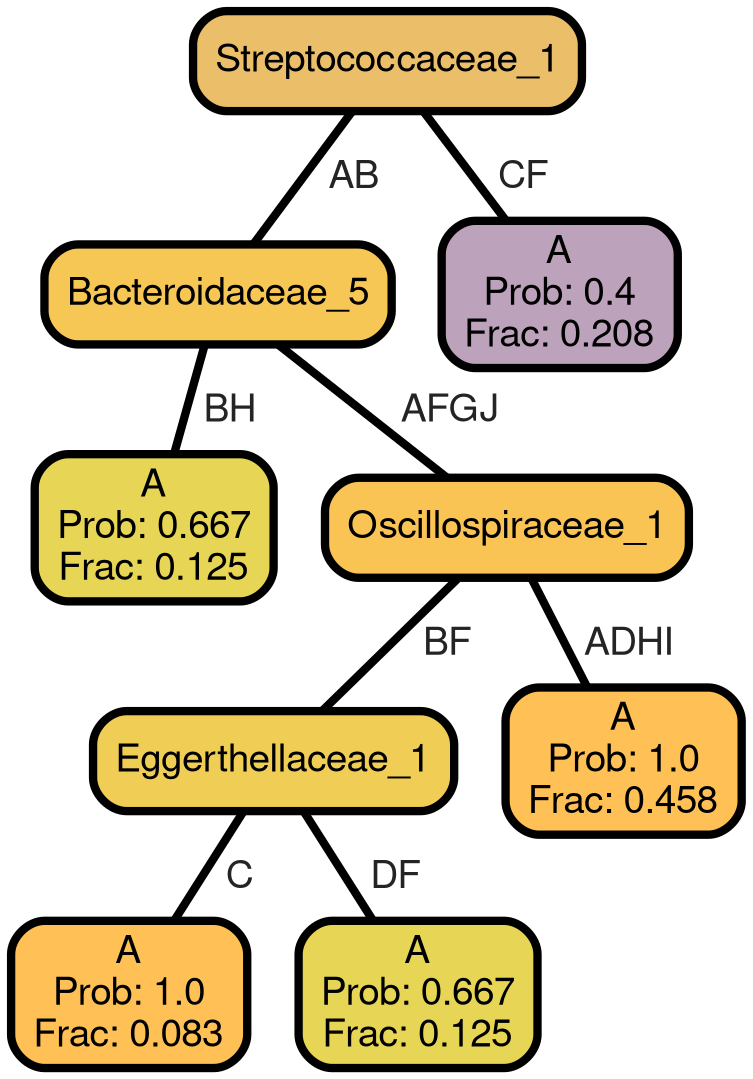 Streptococcaceae_1
AB
CF
Bacteroidaceae_5
A
Prob: 0.4
Frac: 0.208
BH
AFGJ
A
Prob: 0.667
Frac: 0.125
Oscillospiraceae_1
BF
ADHI
Eggerthellaceae_1
A
Prob: 1.0
Frac: 0.458
C
DF
A
Prob: 1.0
Frac: 0.083
A
Prob: 0.667
Frac: 0.125